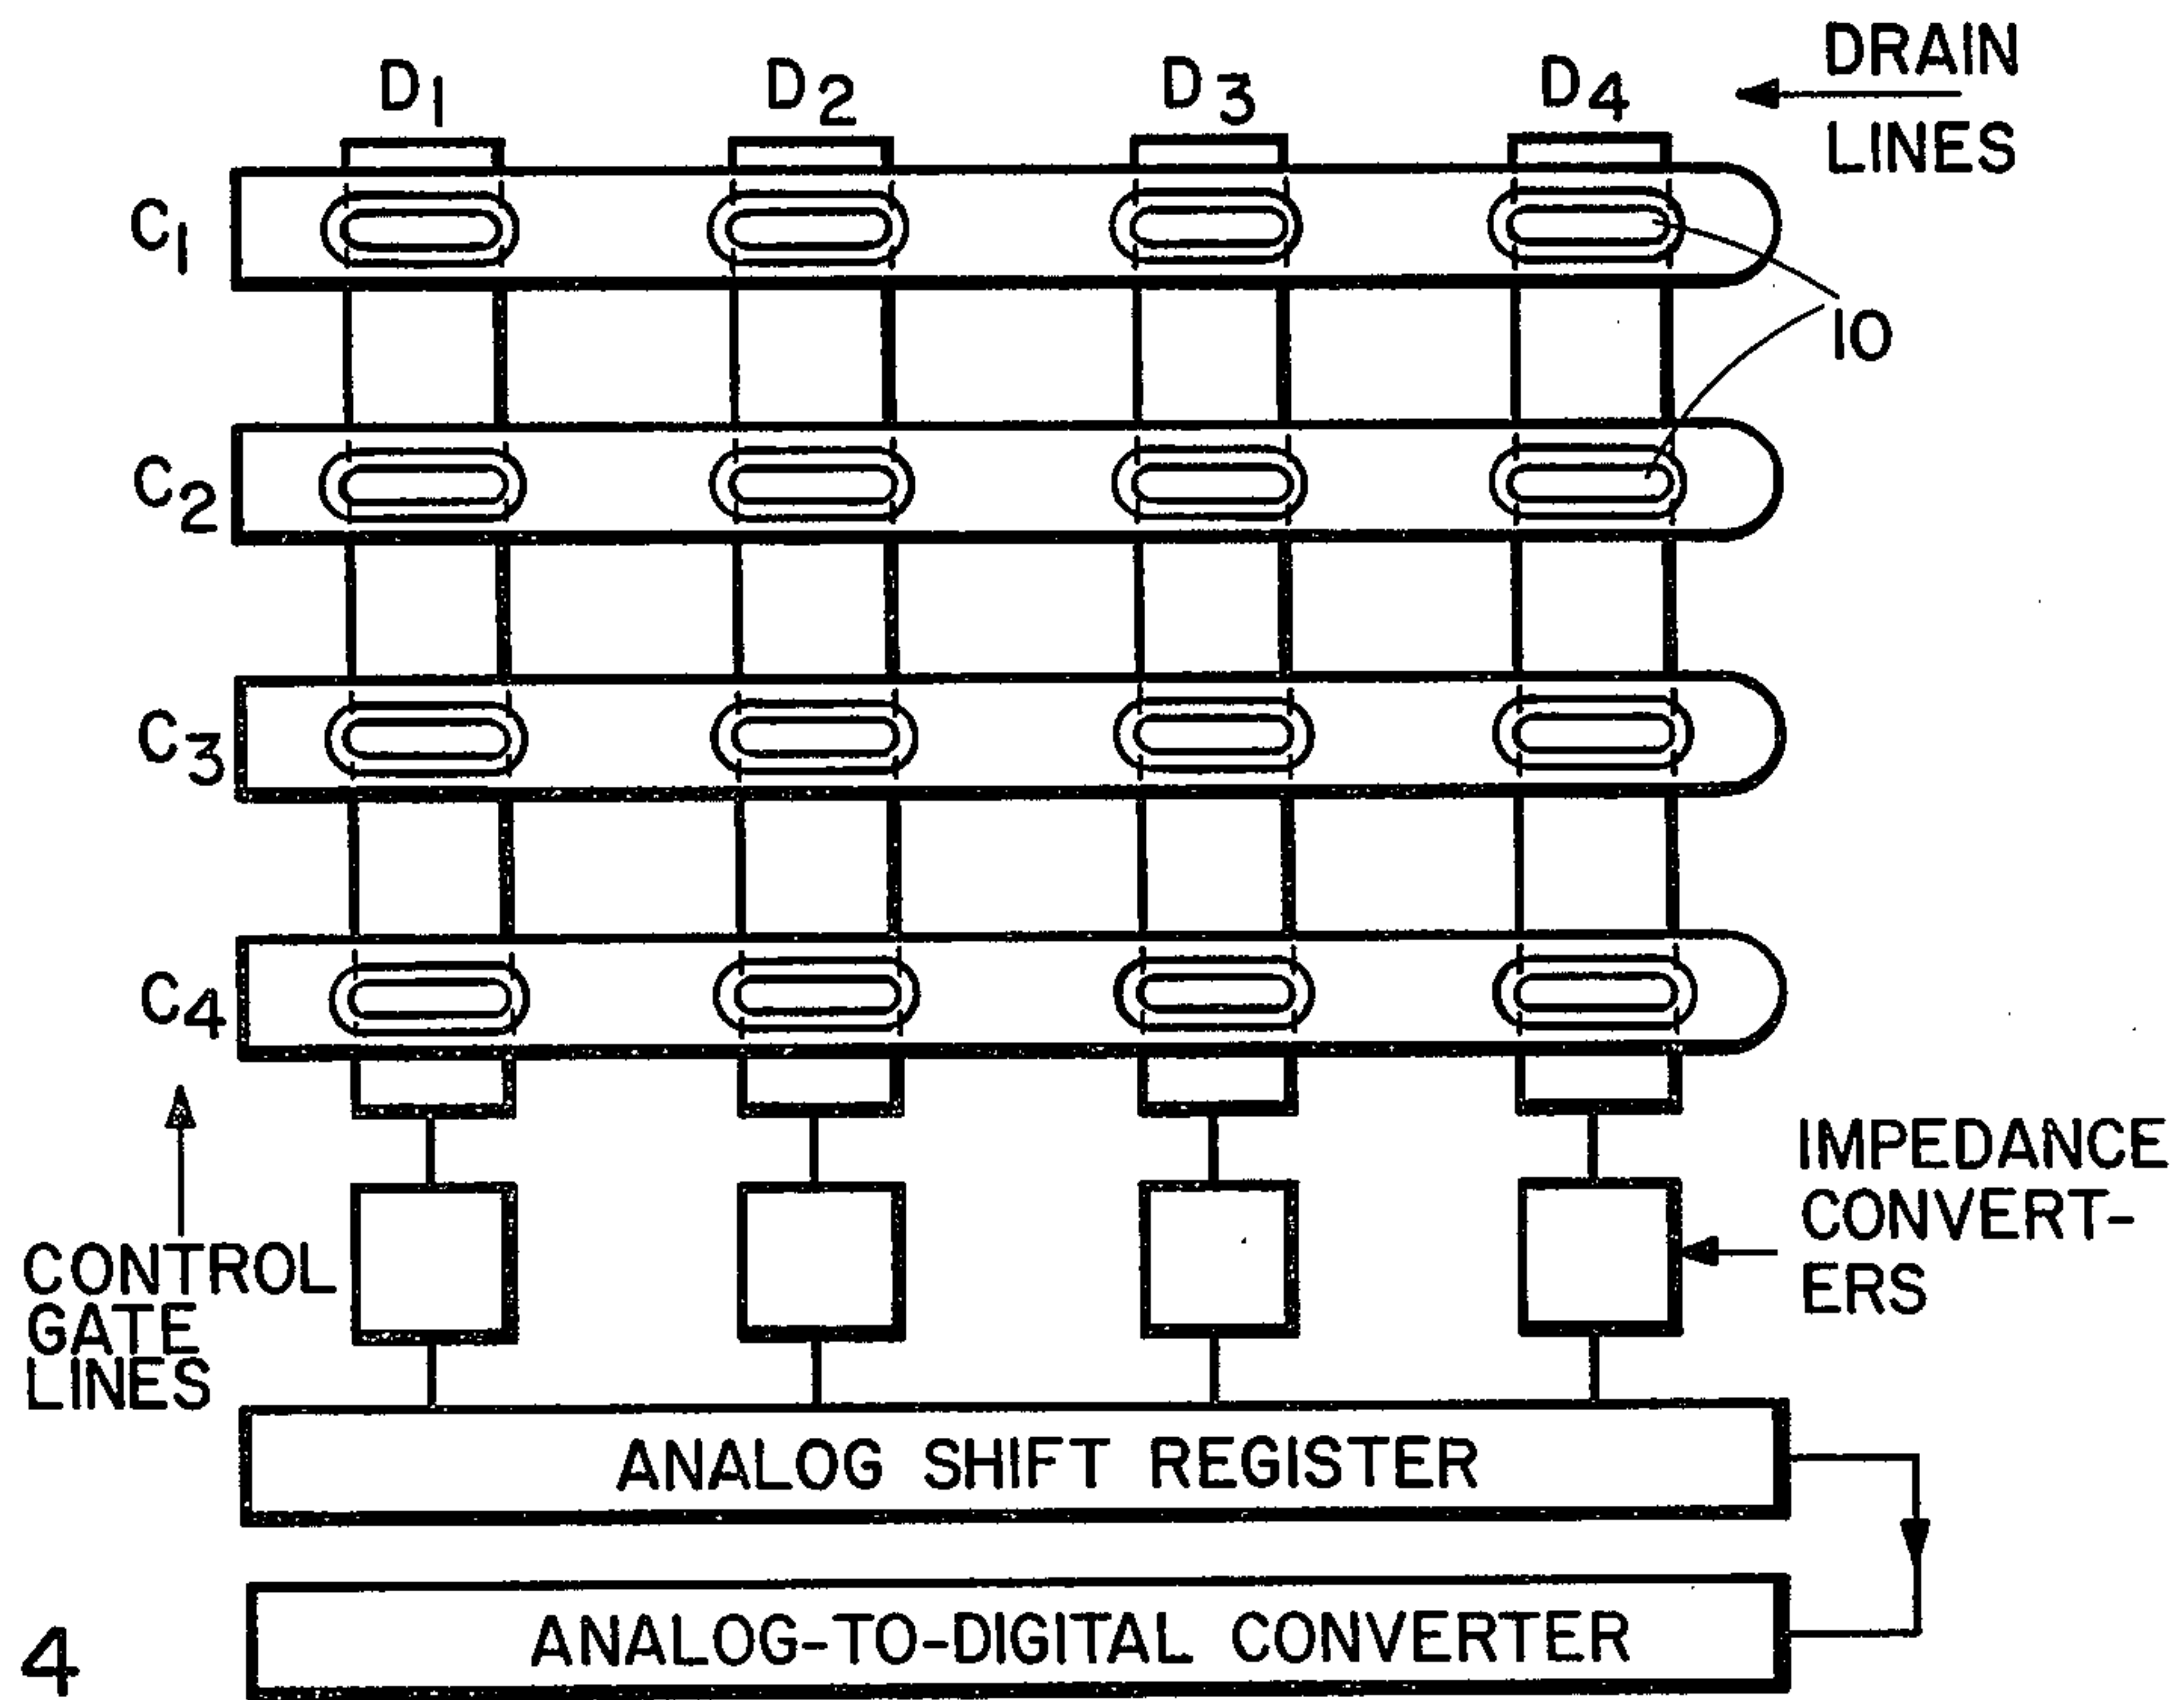 D1 D2 D3 D4
DRAIN
LINES
C1
10
C2
C3
C4
IMPEDANCE
CONVERT-
ERS
CONTROL
GATE
LINES
ANALOG SHIFT REGISTER
ANALOG-TO-DIGITAL CONVERTER
4